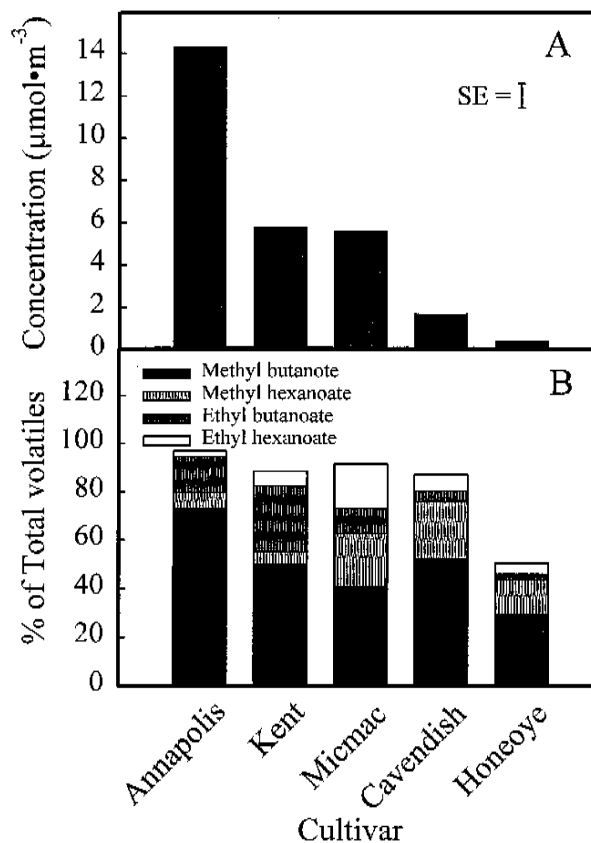 A
SE =
Concentration (µmol•m-3)
14
12
10
8
6
4
2
0
B
Methyl butanote
Methyl hexanoate
Ethyl butanoate
Ethyl hexanoate
% of Total volatiles
120
100
80
60
40
20
0
Annapolis
Kent
Micmac
Cavendish
Honeoye
Cultivar